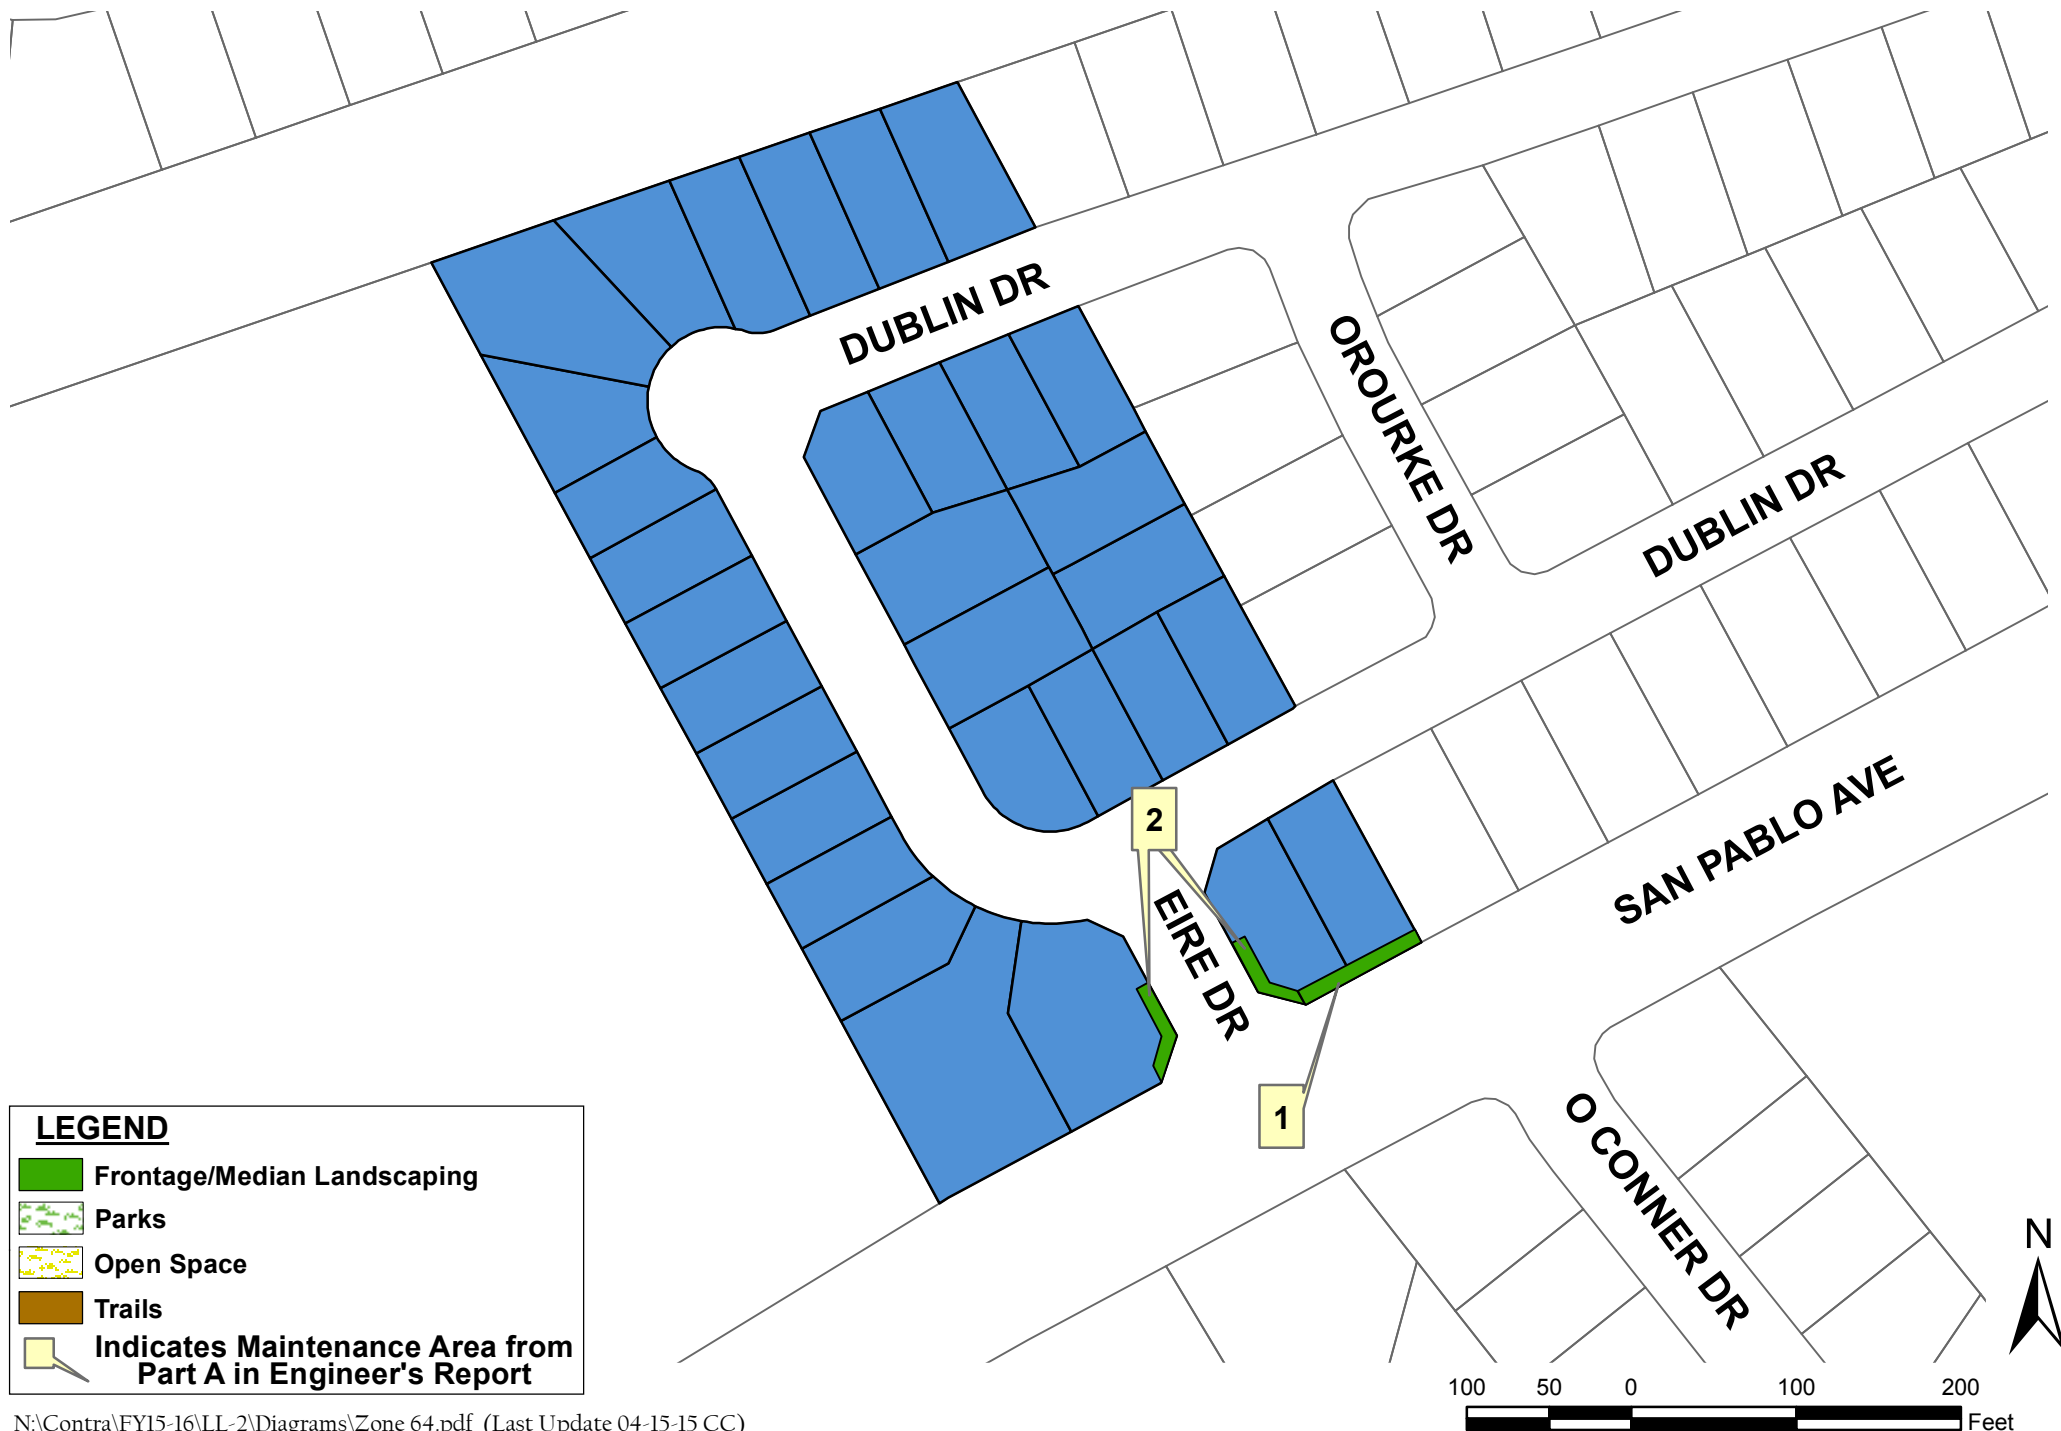 DUBLIN DR
OROURKE DR
DUBLIN DR
SAN PABLO AVE
2
EIRE DR
1
O CONNER DR
LEGEND
Frontage/Median Landscaping
Parks
Open Space
Trails
Indicates Maintenance Area from
Part A in Engineer's Report
N
100 50 0 100 200
Feet
N:\Contra\FY15-16\LL-2\Diagrams\Zone 64.pdf (Last Update 04-15-15 CC)